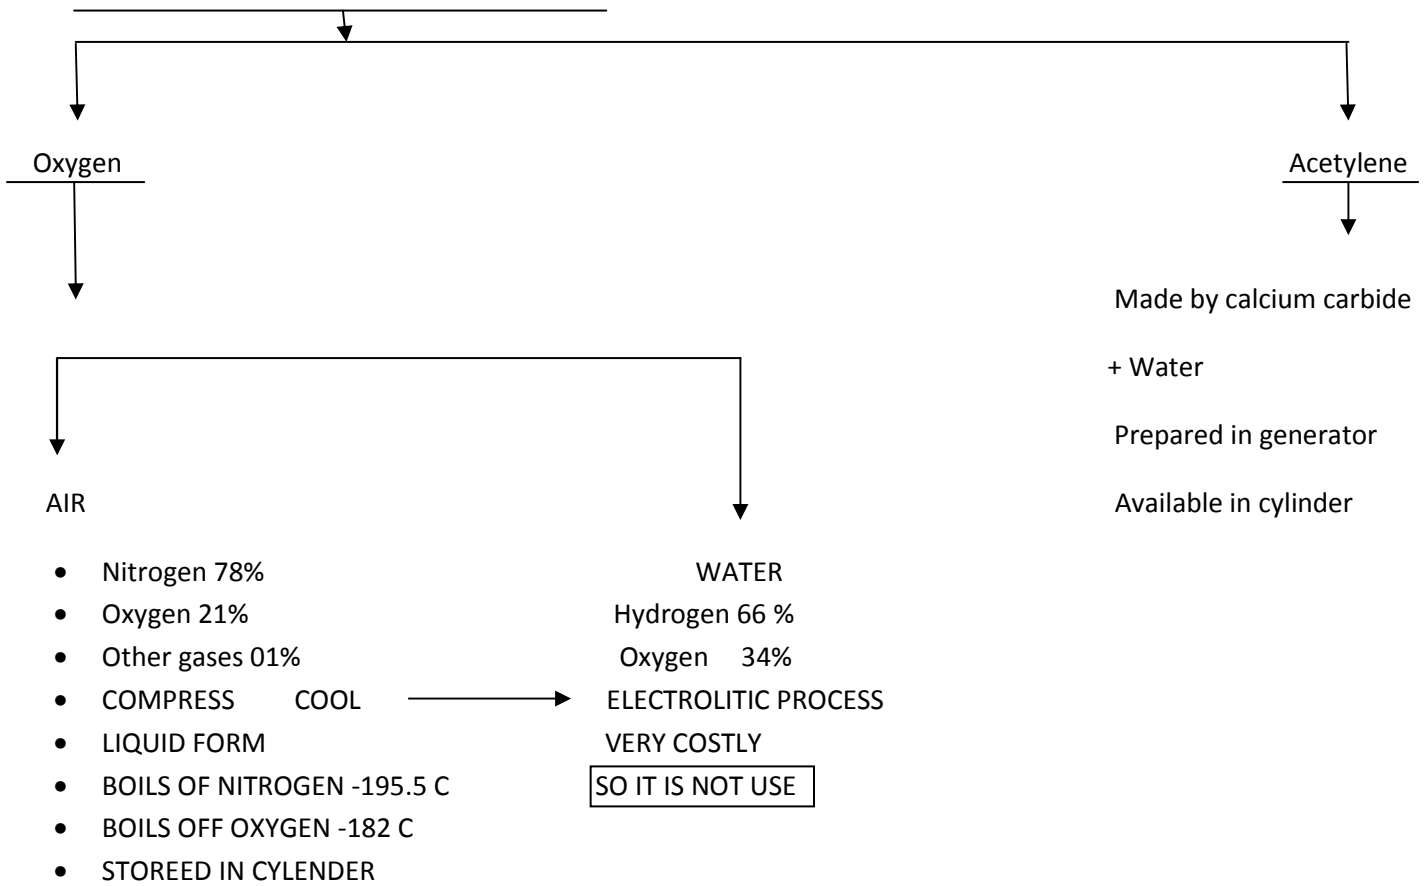 Oxygen
Acetylene
Made by calcium carbide
+ Water
Prepared in generator
Available in cylinder
AIR
• Nitrogen 78%
• Oxygen 21%
• Other gases 01%
• COMPRESS COOL
• LIQUID FORM
• BOILS OF NITROGEN -195.5 C
• BOILS OFF OXYGEN -182 C
• STOREED IN CYLENDER
WATER
Hydrogen 66 %
Oxygen 34%
ELECTROLITIC PROCESS
VERY COSTLY
SO IT IS NOT USE